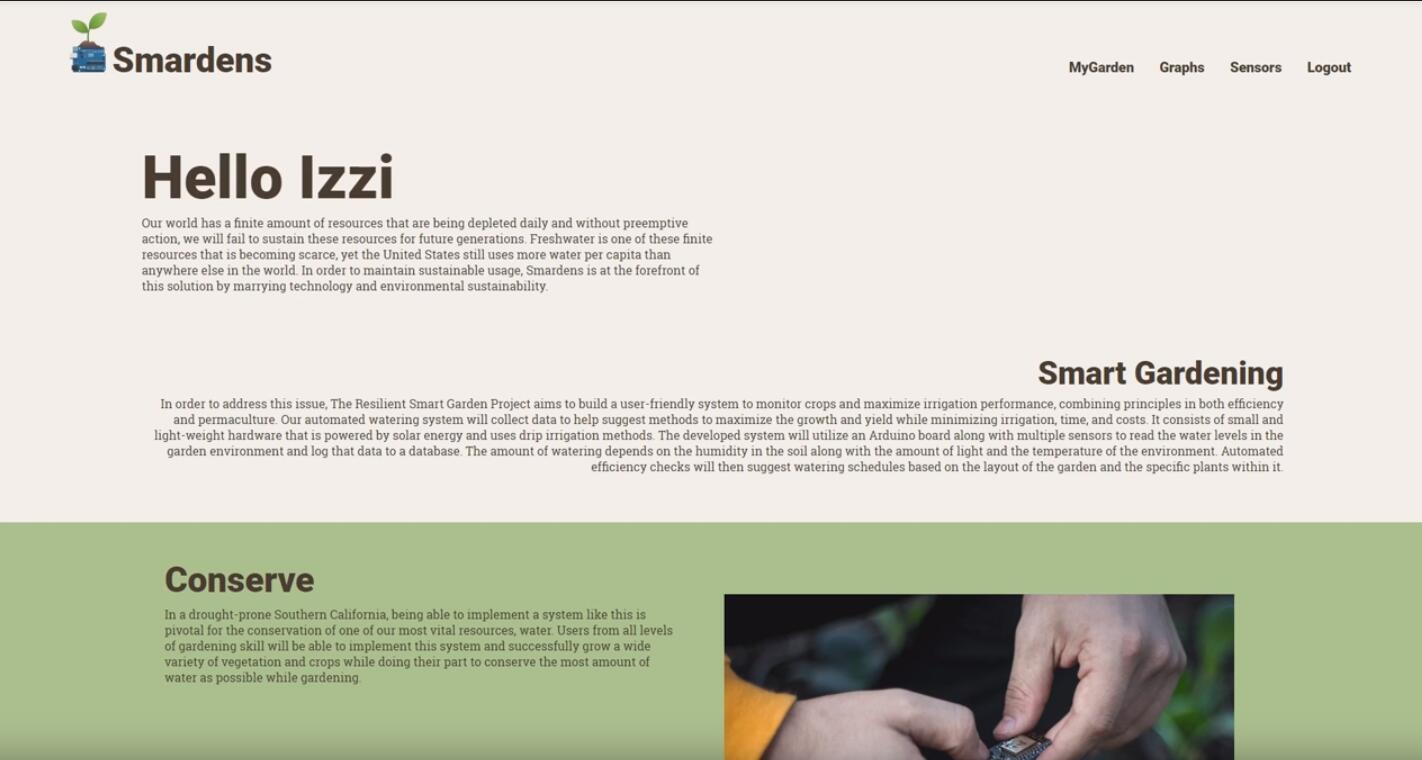 Smardens
MyGarden Graphs Sensors Logout
Hello Izzi
Our world has a finite amount of resources that are being depleted daily and without preemptive
action, we will fail to sustain these resources for future generations. Freshwater is one of these finite
resources that is becoming scarce, yet the United States still uses more water per capita than
anywhere else in the world. In order to maintain sustainable usage, Smardens is at the forefront of
this solution by marrying technology and environmental sustainability.
Smart Gardening
In order to address this issue, The Resilient Smart Garden Project aims to build a user-friendly system to monitor crops and maximize irrigation performance, combining principles in both efficiency
and permaculture. Our automated watering system will collect data to help suggest methods to maximize the growth and yield while minimizing irrigation, time, and costs. It consists of small and
light-weight hardware that is powered by solar energy and uses drip irrigation methods. The developed system will utilize an Arduino board along with multiple sensors to read the water levels in the
garden environment and log that data to a database. The amount of watering depends on the humidity in the soil along with the amount of light and the temperature of the environment. Automated
efficiency checks will then suggest watering schedules based on the layout of the garden and the specific plants within it.
Conserve
In a drought-prone Southern California, being able to implement a system like this is
pivotal for the conservation of one of our most vital resources, water. Users from all levels
of gardening skill will be able to implement this system and successfully grow a wide
variety of vegetation and crops while doing their part to conserve the most amount of
water as possible while gardening.